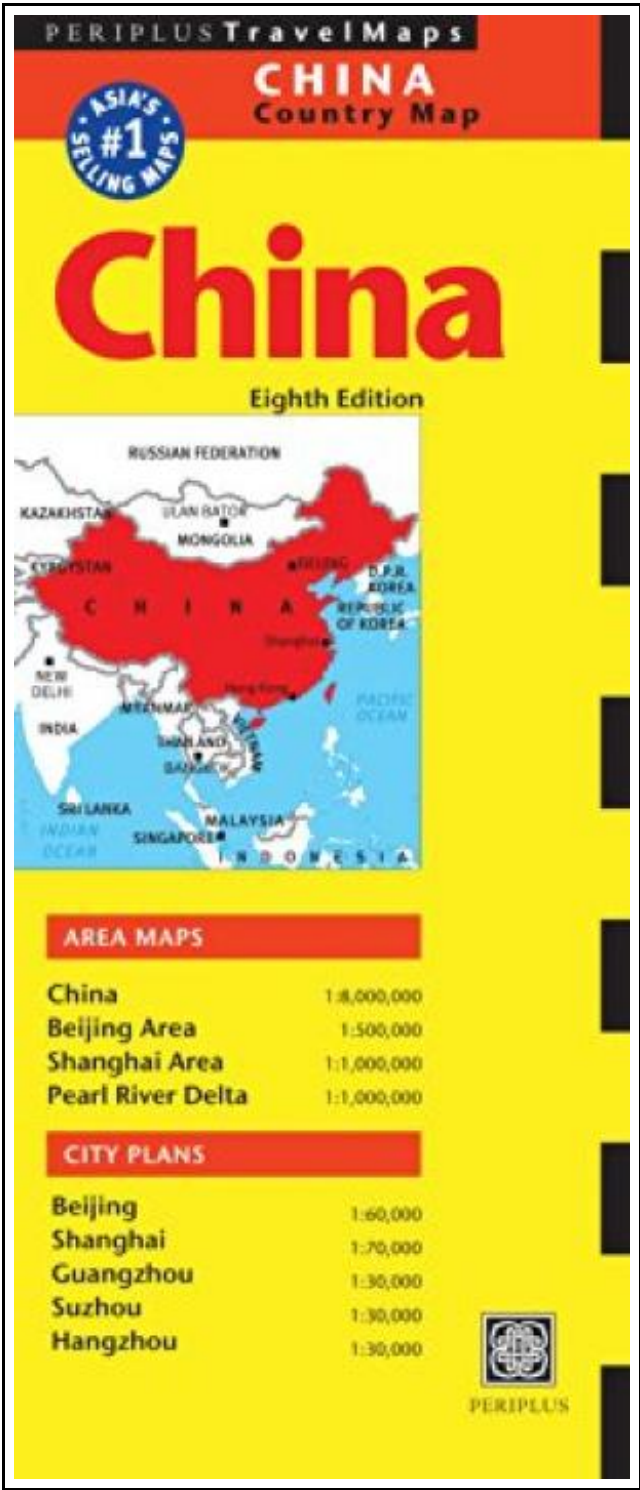 PERIPLUS TravelMaps
CHINA
Country Map
ASIA'S
#1
SELLING MAPS
China
Eighth Edition
RUSSIAN FEDERATION
KAZAKHSTAN
ULAN BATOR
MONGOLIA
KYRGYSTAN
BEIJING
D.P.R.
KOREA
CHINA
REPUBLIC
OF KOREA
Shanghai
NEW
DELHI
Hong Kong
PACIFIC
OCEAN
MYANMAR
INDIA
THAILAND
VIETNAM
BANGKOK
SRI LANKA
MALAYSIA
INDIAN
OCEAN
SINGAPORE
INDONESIA
AREA MAPS
China 1:8,000,000
Beijing Area 1:500,000
Shanghai Area 1:1,000,000
Pearl River Delta 1:1,000,000
CITY PLANS
Beijing 1:60,000
Shanghai 1:70,000
Guangzhou 1:30,000
Suzhou 1:30,000
Hangzhou 1:30,000
PERIPLUS